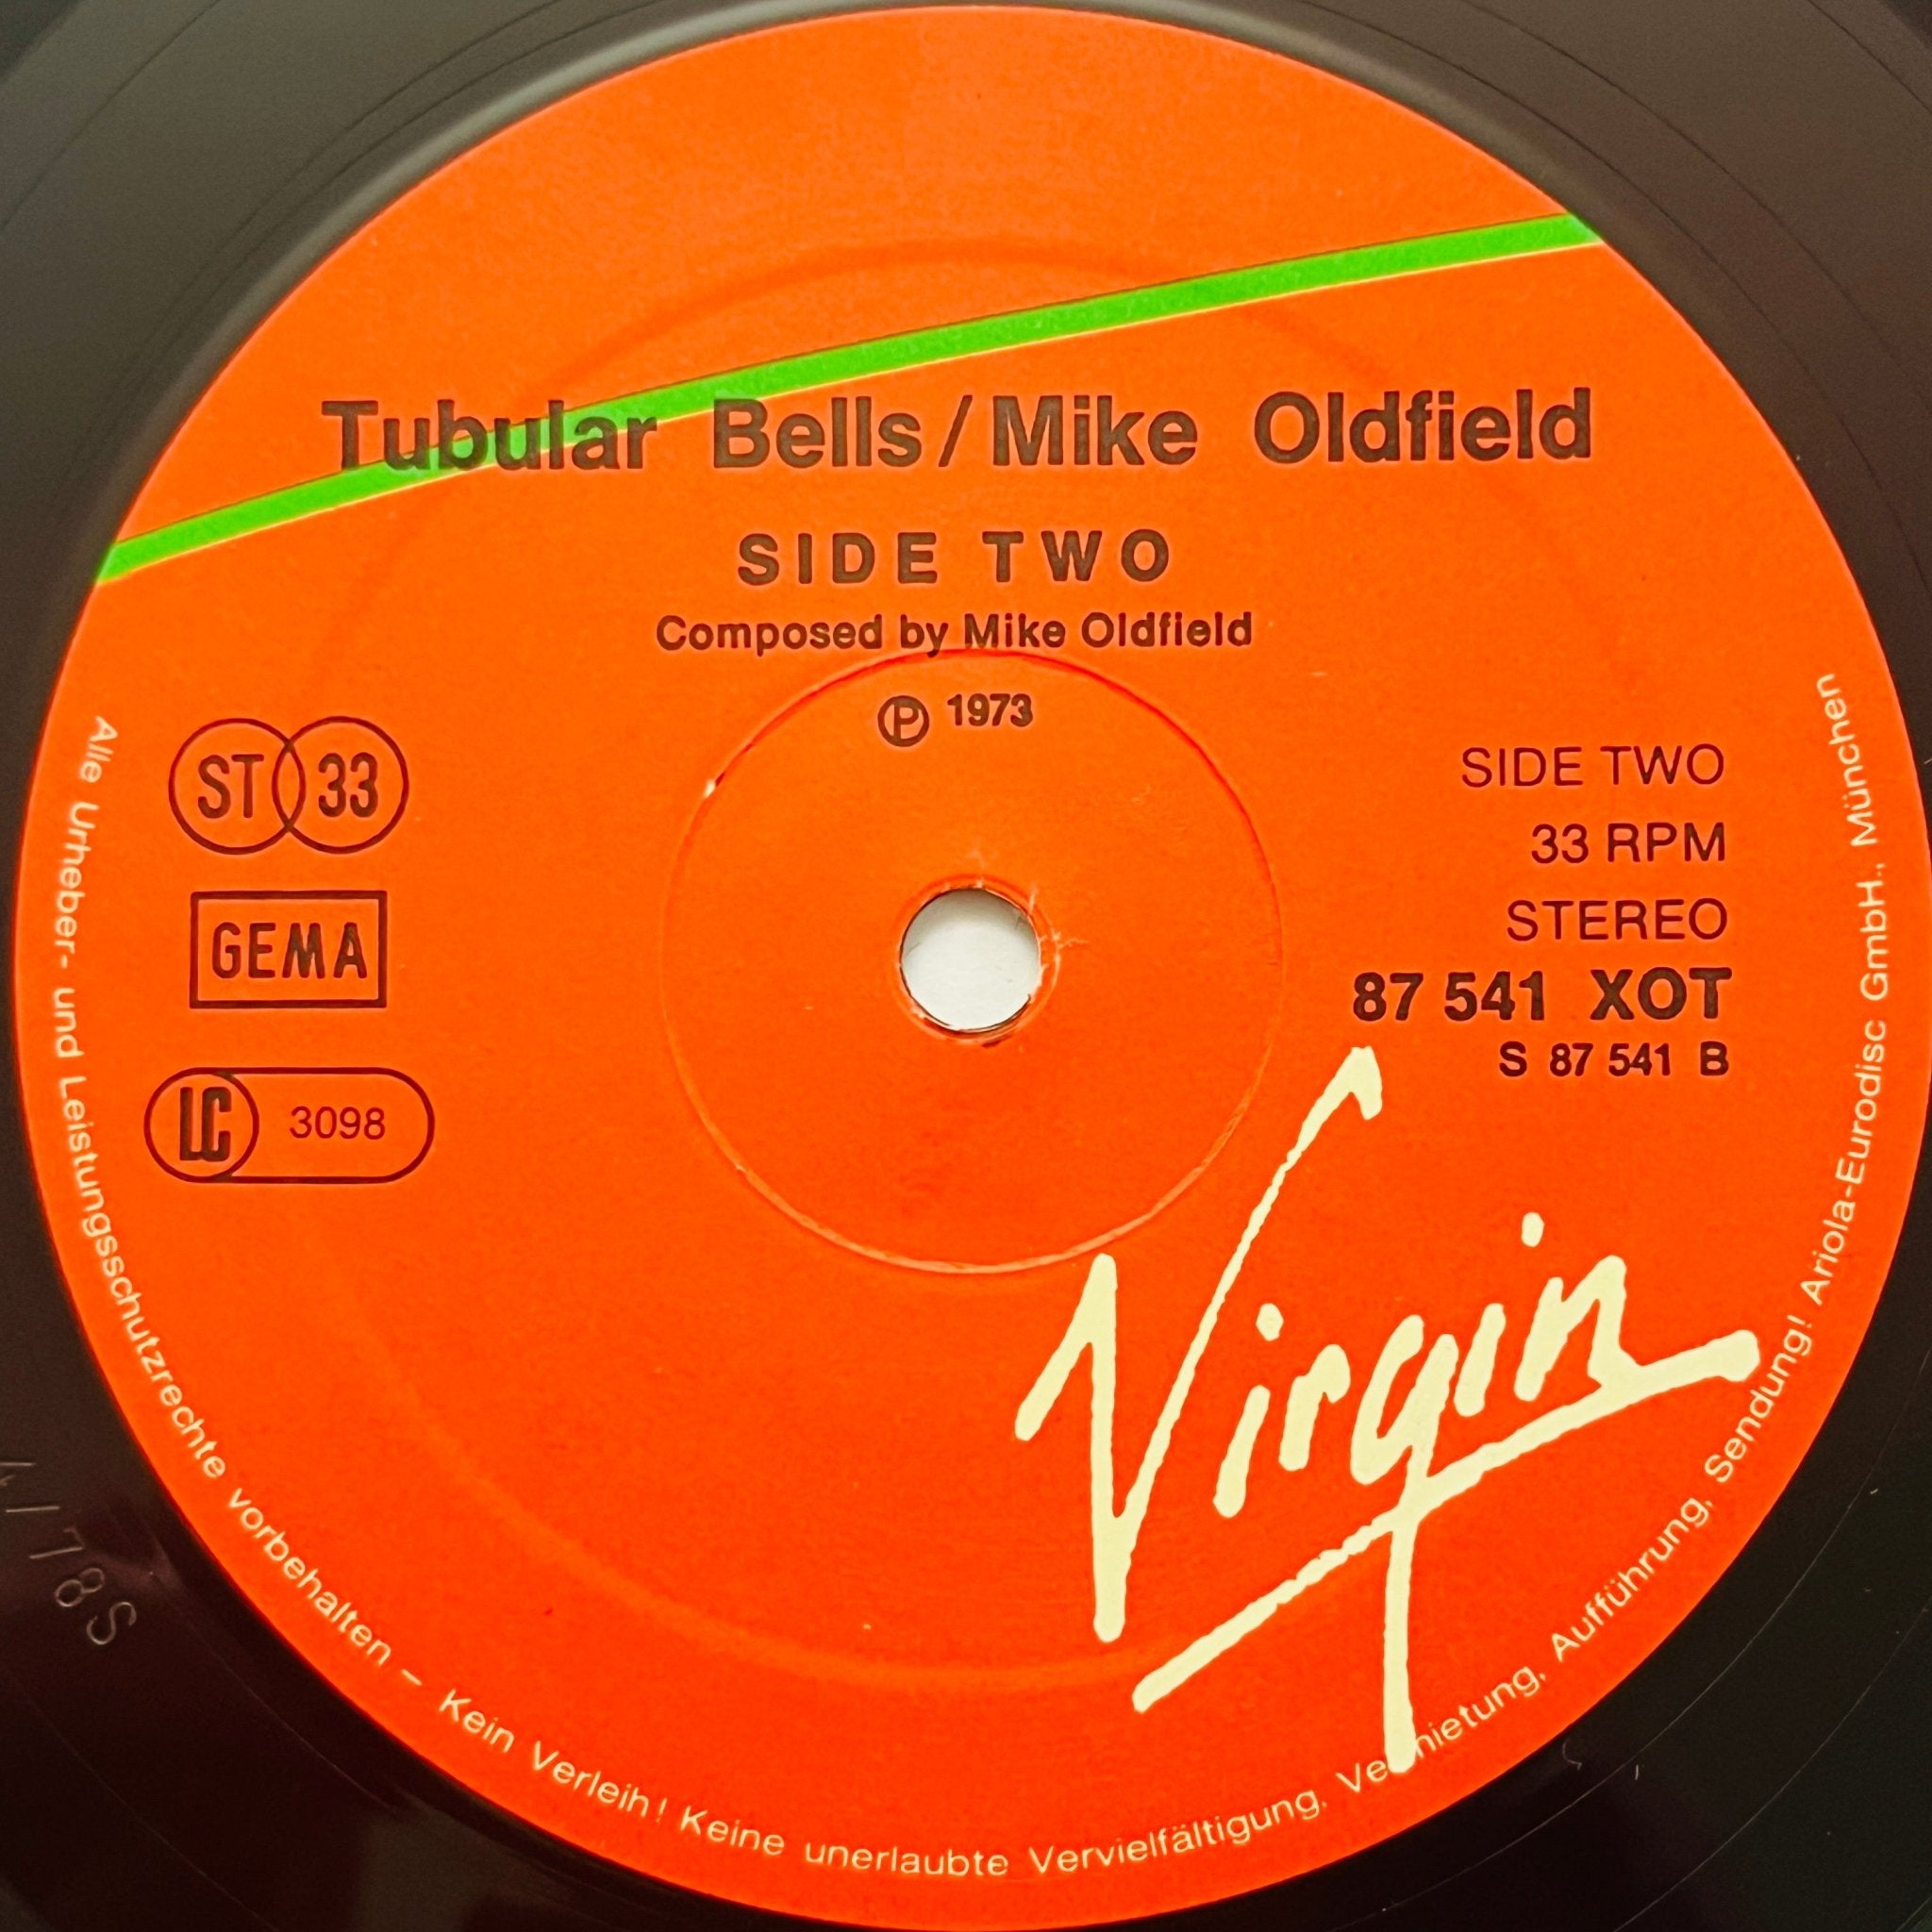 Tubular Bells / Mike Oldfield
SIDE TWO
Composed by Mike Oldfield
Ⓟ 1973
ST 33
GEMA
LC 3098
SIDE TWO
33 RPM
STEREO
87 541 XOT
S 87 541 B
Virgin
Alle Urheber- und Leistungsschutzrechte vorbehalten – Kein Verleih! Keine unerlaubte Vervielfältigung, Vermietung, Aufführung, Sendung! Ariola-Eurodisc GmbH., München